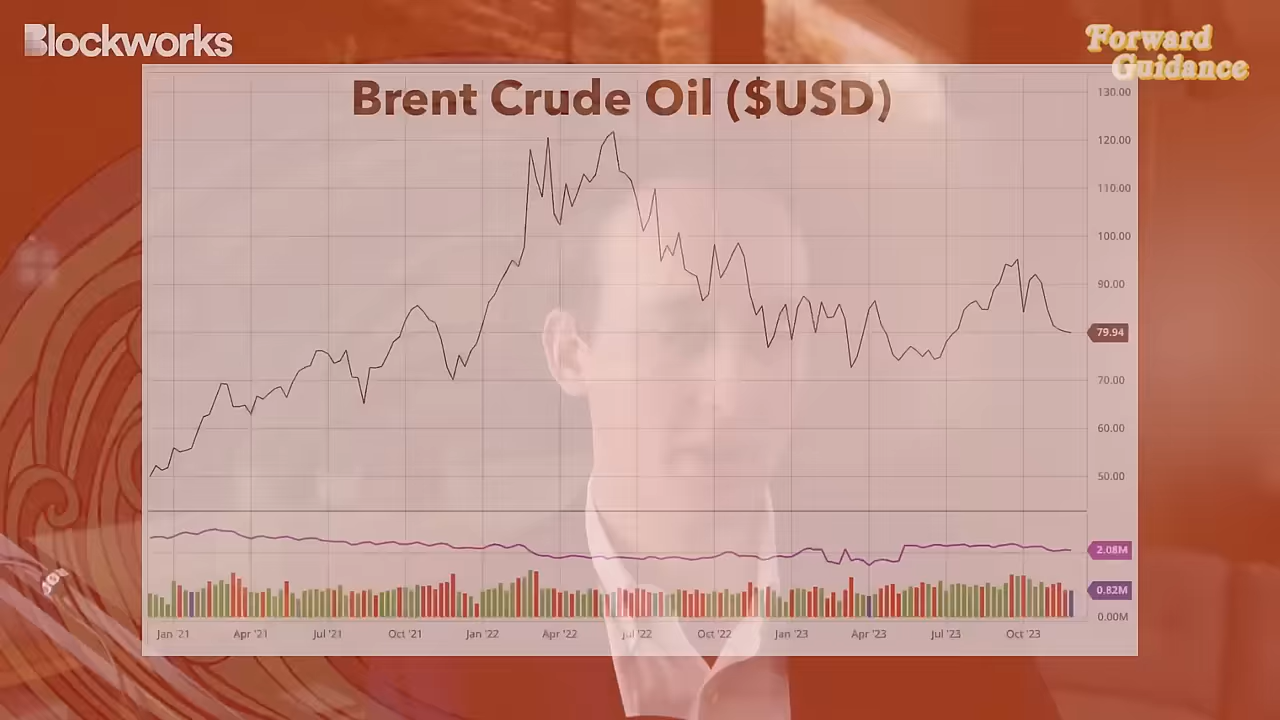 Blockworks
Forward
Guidance
Brent Crude Oil ($USD)
130.00
120.00
110.00
100.00
90.00
79.94
70.00
60.00
50.00
2.08M
0.82M
0.00M
Jan '21 Apr '21 Jul '21 Oct '21 Jan '22 Apr '22 Jul '22 Oct '22 Jan '23 Apr '23 Jul '23 Oct '23